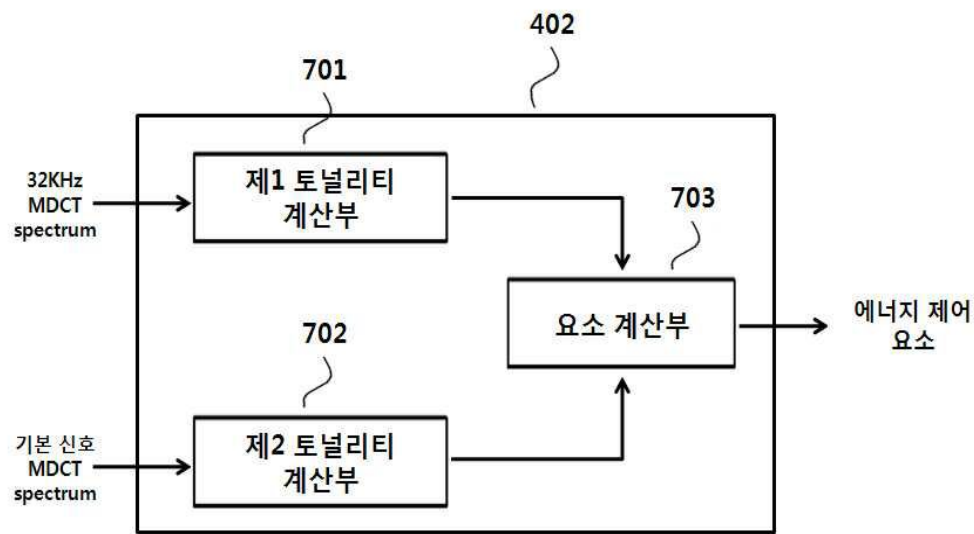 402
701
32KHz
MDCT
spectrum
제1 토널리티
계산부
703
요소 계산부
에너지 제어
요소
702
기본 신호
MDCT
spectrum
제2 토널리티
계산부